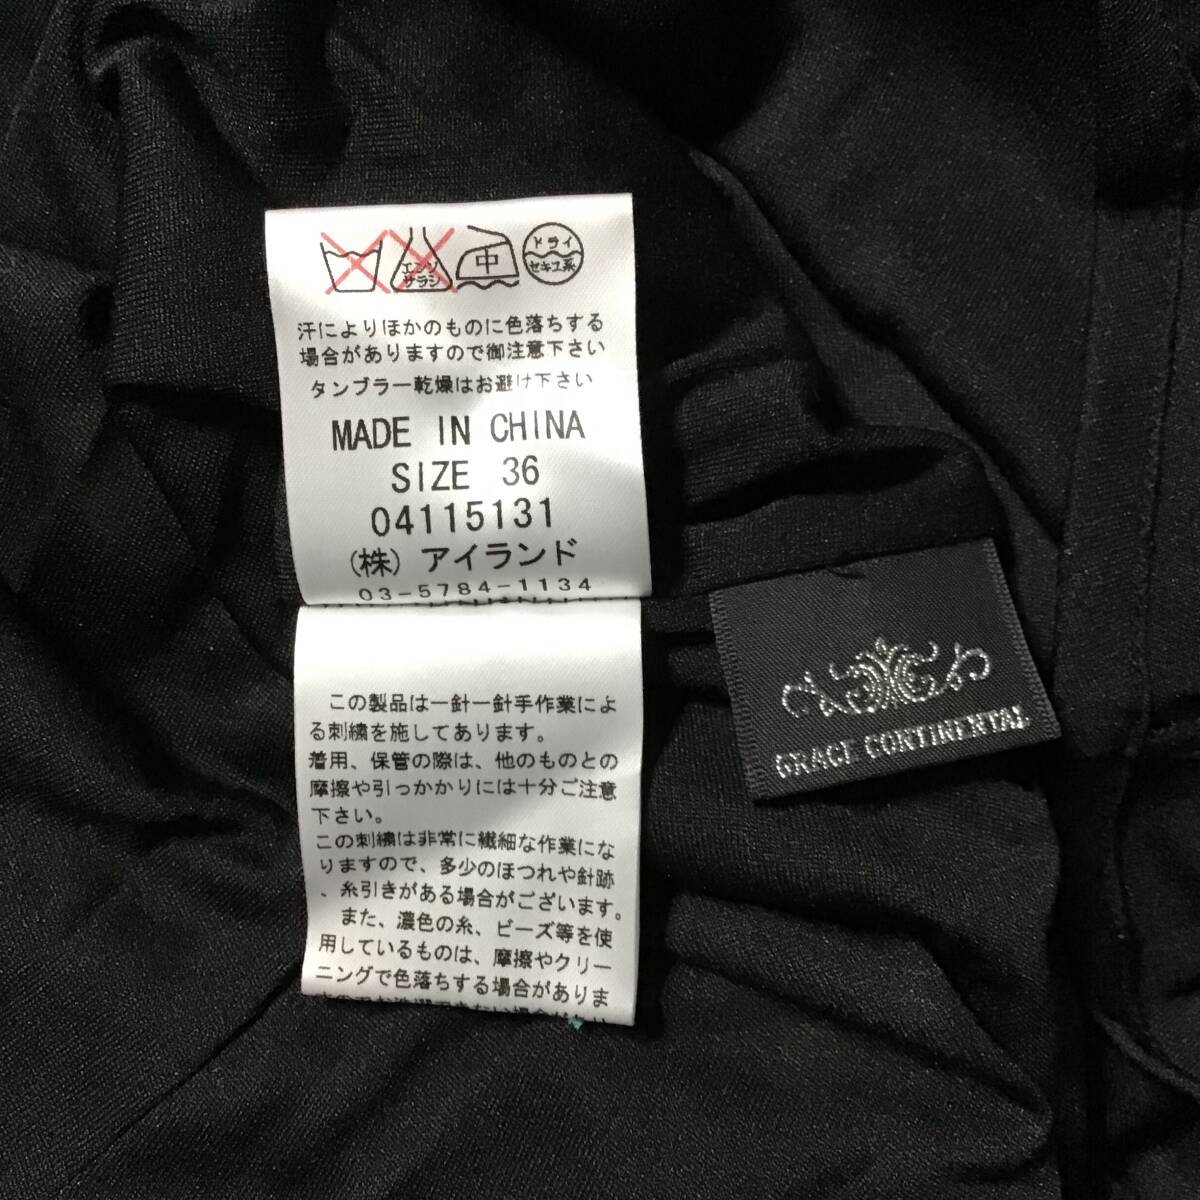 エンソ
サラシ
中
ドライ
セキユ系
汗によりほかのものに色落ちする
場合がありますので御注意下さい
タンブラー乾燥はお避け下さい
MADE IN CHINA
SIZE 36
04115131
(株) アイランド
03-5784-1134
この製品は一針一針手作業によ
る刺繍を施してあります。
着用、保管の際は、他のものとの
摩擦や引っかかりには十分ご注意
下さい。
この刺繍は非常に繊細な作業にな
りますので、多少のほつれや針跡
、糸引きがある場合がございます。
また、濃色の糸、ビーズ等を使
用しているものは、摩擦やクリー
ニングで色落ちする場合がありま
GRACE CONTINENTAL